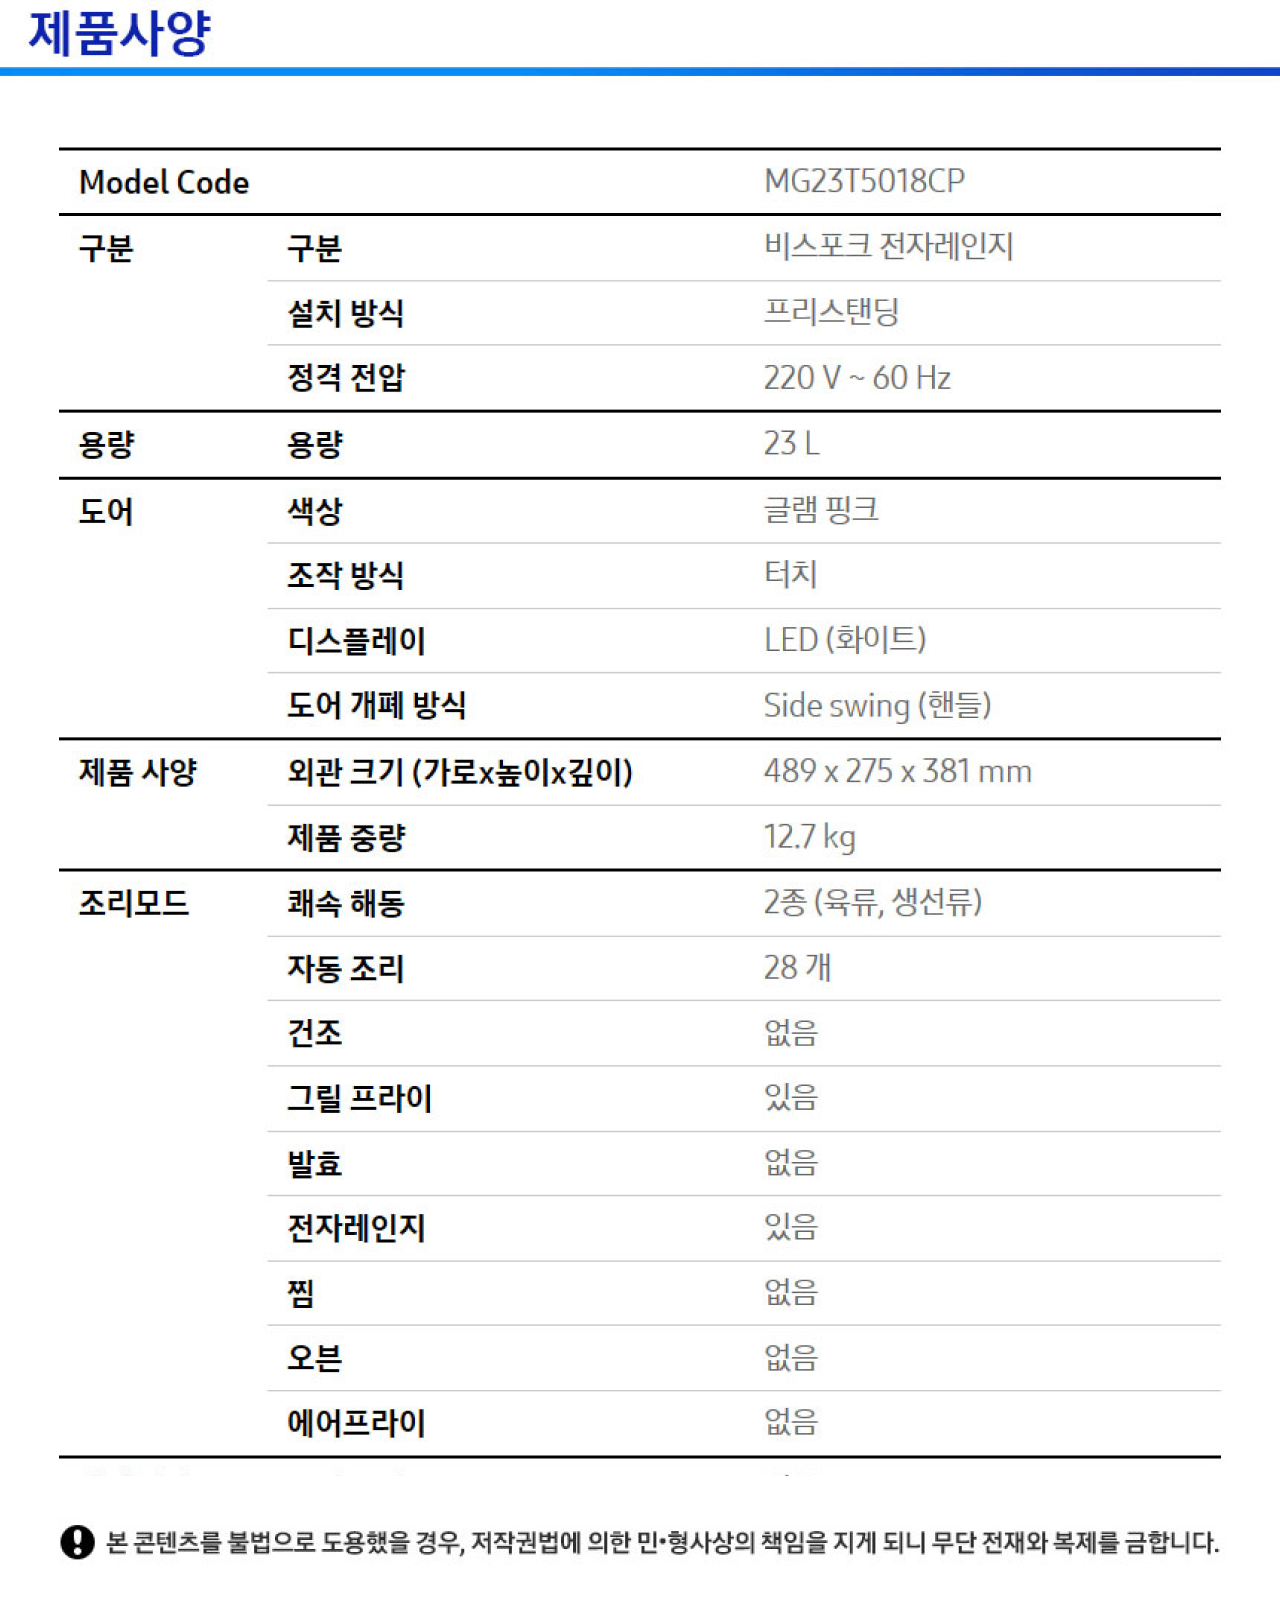 제품사양
Model Code MG23T5018CP
구분 구분 비스포크 전자레인지
설치 방식 프리스탠딩
정격 전압 220 V ~ 60 Hz
용량 용량 23 L
도어 색상 글램 핑크
조작 방식 터치
디스플레이 LED (화이트)
도어 개폐 방식 Side swing (핸들)
제품 사양 외관 크기 (가로x높이x깊이) 489 x 275 x 381 mm
제품 중량 12.7 kg
조리모드 쾌속 해동 2종 (육류, 생선류)
자동 조리 28 개
건조 없음
그릴 프라이 있음
발효 없음
전자레인지 있음
찜 없음
오븐 없음
에어프라이 없음
본 콘텐츠를 불법으로 도용했을 경우, 저작권법에 의한 민•형사상의 책임을 지게 되니 무단 전재와 복제를 금합니다.